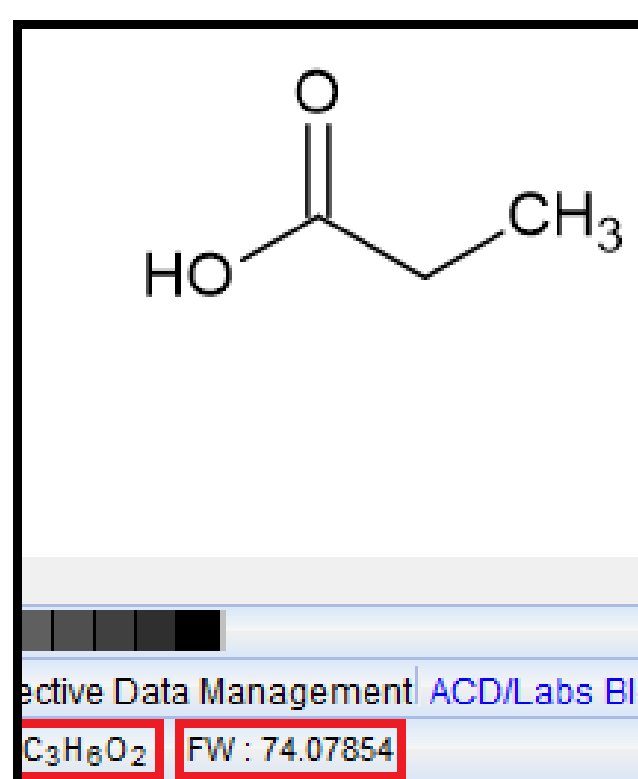 O
CH₃
HO
ective Data Management ACD/Labs Bl
C₃H₆O₂ FW : 74.07854